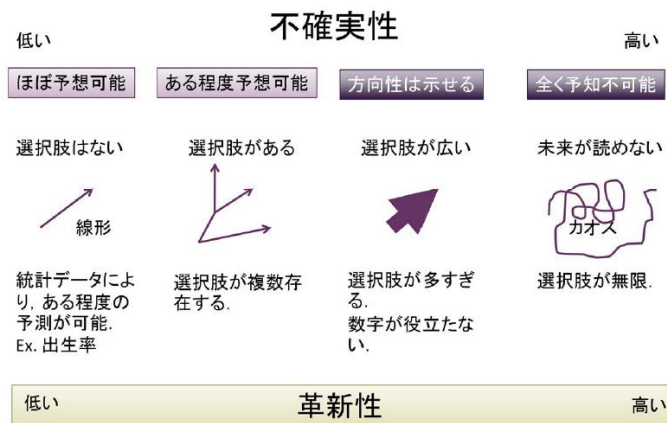 不確実性
低い
高い
ほぼ予想可能
ある程度予想可能
方向性は示せる
全く予知不可能
選択肢はない
選択肢がある
選択肢が広い
未来が読めない
線形
カオス
統計データによ
り, ある程度の
予測が可能.
Ex. 出生率
選択肢が複数存
在する.
選択肢が多すぎ
る.
数字が役立たな
い.
選択肢が無限.
低い
革新性
高い